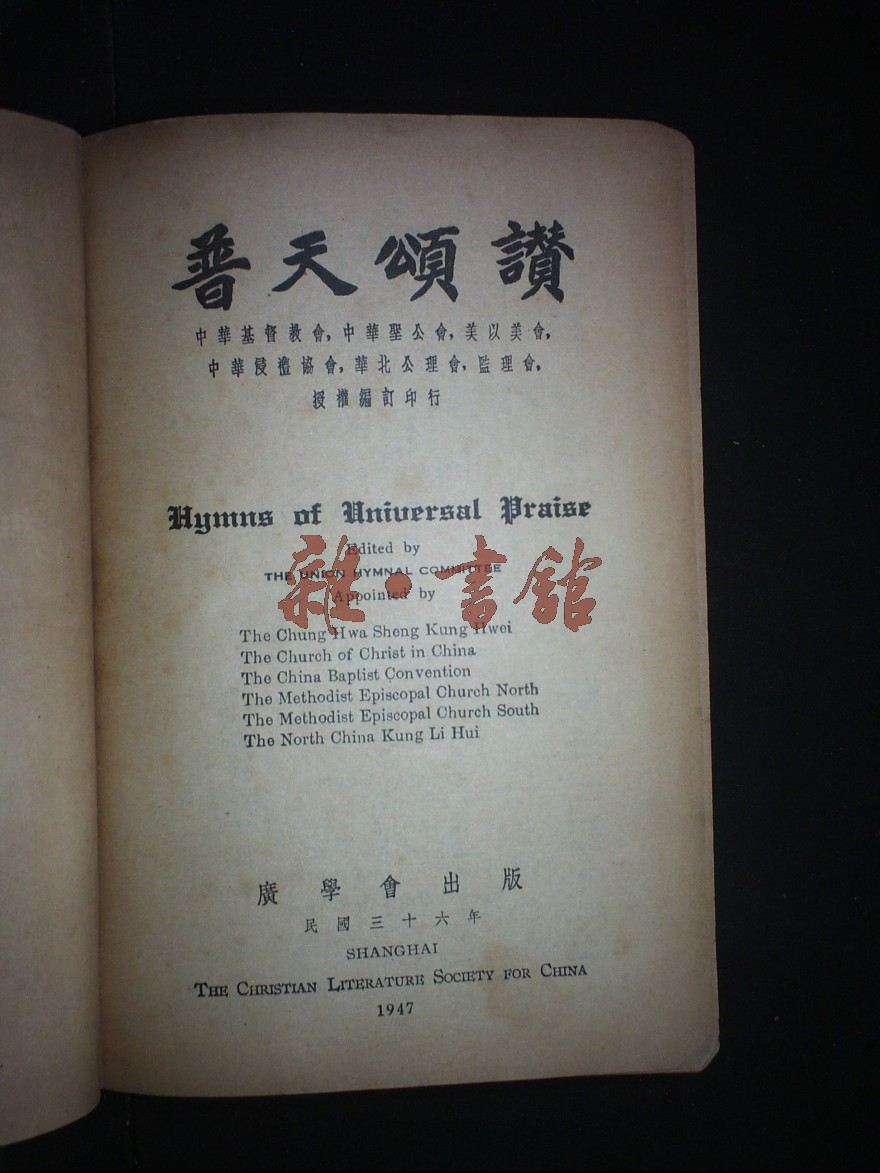 普天頌讃
中華基督教會,中華聖公會,美以美會,
中華浸禮協會,華北公理會,監理會,
授權編訂印行
Hymns of Universal Praise
Edited by
THE UNION HYMNAL COMMITTEE
Appointed by
雜·書館
The Chung Hwa Sheng Kung Hwei
The Church of Christ in China
The China Baptist Convention
The Methodist Episcopal Church North
The Methodist Episcopal Church South
The North China Kung Li Hui
廣學會出版
民國三十六年
SHANGHAI
THE CHRISTIAN LITERATURE SOCIETY FOR CHINA
1947